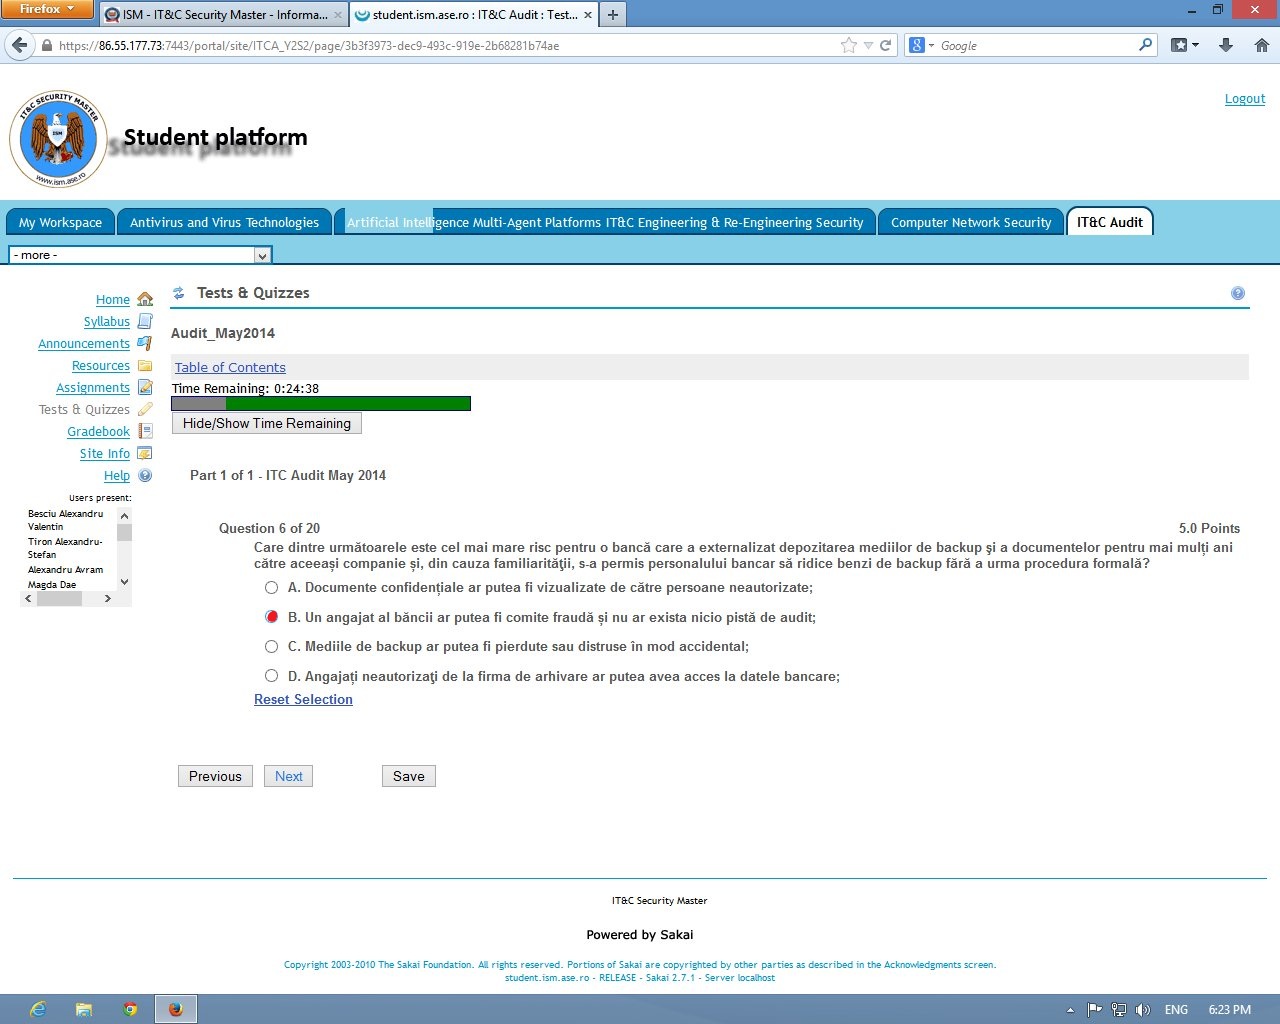 Firefox
ISM - IT&C Security Master - Informa...
student.ism.ase.ro : IT&C Audit : Test...
https://86.55.177.73:7443/portal/site/ITCA_Y2S2/page/3b3f3973-dec9-493c-919e-2b68281b74ae
Google
IT&C SECURITY MASTER
ISM
www.ism.ase.ro
Student platform
Logout
My Workspace
Antivirus and Virus Technologies
Artificial Intelligence Multi-Agent Platforms IT&C Engineering & Re-Engineering Security
Computer Network Security
IT&C Audit
- more -
Home
Syllabus
Announcements
Resources
Assignments
Tests & Quizzes
Gradebook
Site Info
Help
Users present:
Besciu Alexandru
Valentin
Tiron Alexandru-
Stefan
Alexandru Avram
Magda Dae
Tests & Quizzes
Audit_May2014
Table of Contents
Time Remaining: 0:24:38
Hide/Show Time Remaining
Part 1 of 1 - ITC Audit May 2014
Question 6 of 20
5.0 Points
Care dintre următoarele este cel mai mare risc pentru o bancă care a externalizat depozitarea mediilor de backup şi a documentelor pentru mai mulți ani
către aceeași companie și, din cauza familiarităţii, s-a permis personalului bancar să ridice benzi de backup fără a urma procedura formală?
A. Documente confidențiale ar putea fi vizualizate de către persoane neautorizate;
B. Un angajat al băncii ar putea fi comite fraudă și nu ar exista nicio pistă de audit;
C. Mediile de backup ar putea fi pierdute sau distruse în mod accidental;
D. Angajați neautorizaţi de la firma de arhivare ar putea avea acces la datele bancare;
Reset Selection
Previous
Next
Save
IT&C Security Master
Powered by Sakai
Copyright 2003-2010 The Sakai Foundation. All rights reserved. Portions of Sakai are copyrighted by other parties as described in the Acknowledgments screen.
student.ism.ase.ro - RELEASE - Sakai 2.7.1 - Server localhost
ENG
6:23 PM